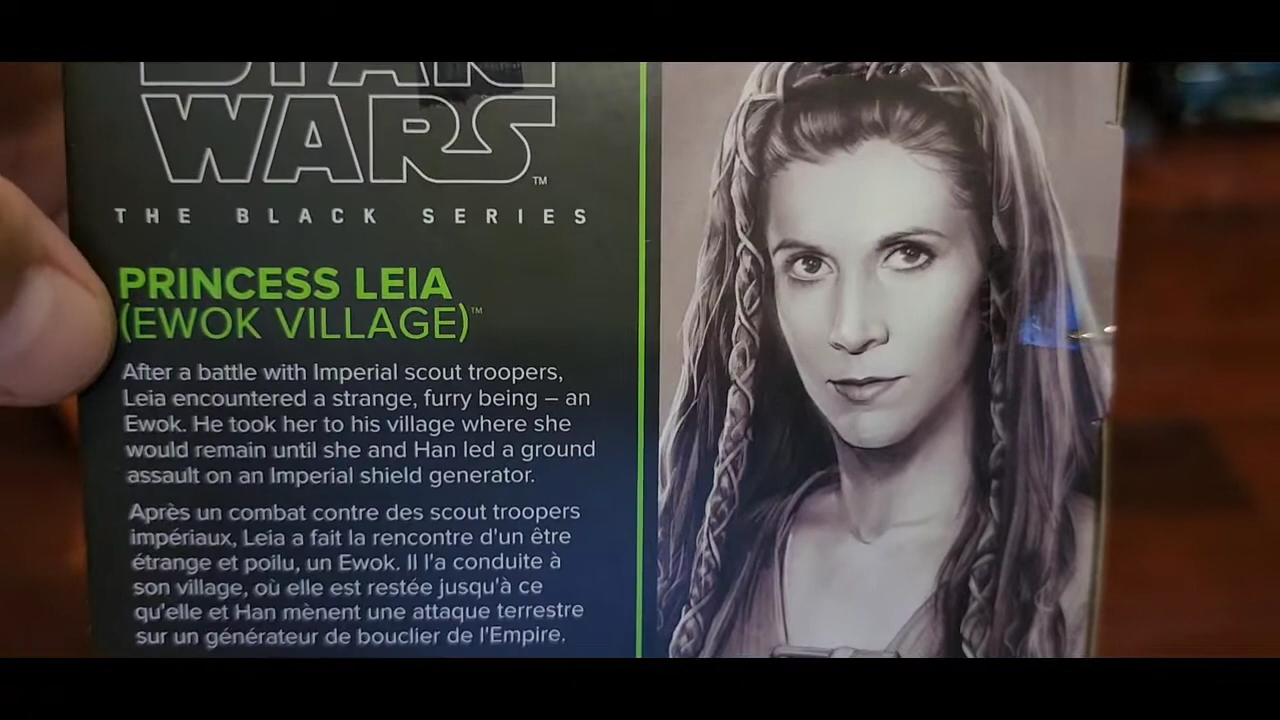 STAR
WARS™
THE BLACK SERIES
PRINCESS LEIA
(EWOK VILLAGE)™
After a battle with Imperial scout troopers,
Leia encountered a strange, furry being – an
Ewok. He took her to his village where she
would remain until she and Han led a ground
assault on an Imperial shield generator.
Après un combat contre des scout troopers
impériaux, Leia a fait la rencontre d'un être
étrange et poilu, un Ewok. Il l'a conduite à
son village, où elle est restée jusqu'à ce
qu'elle et Han mènent une attaque terrestre
sur un générateur de bouclier de l'Empire.